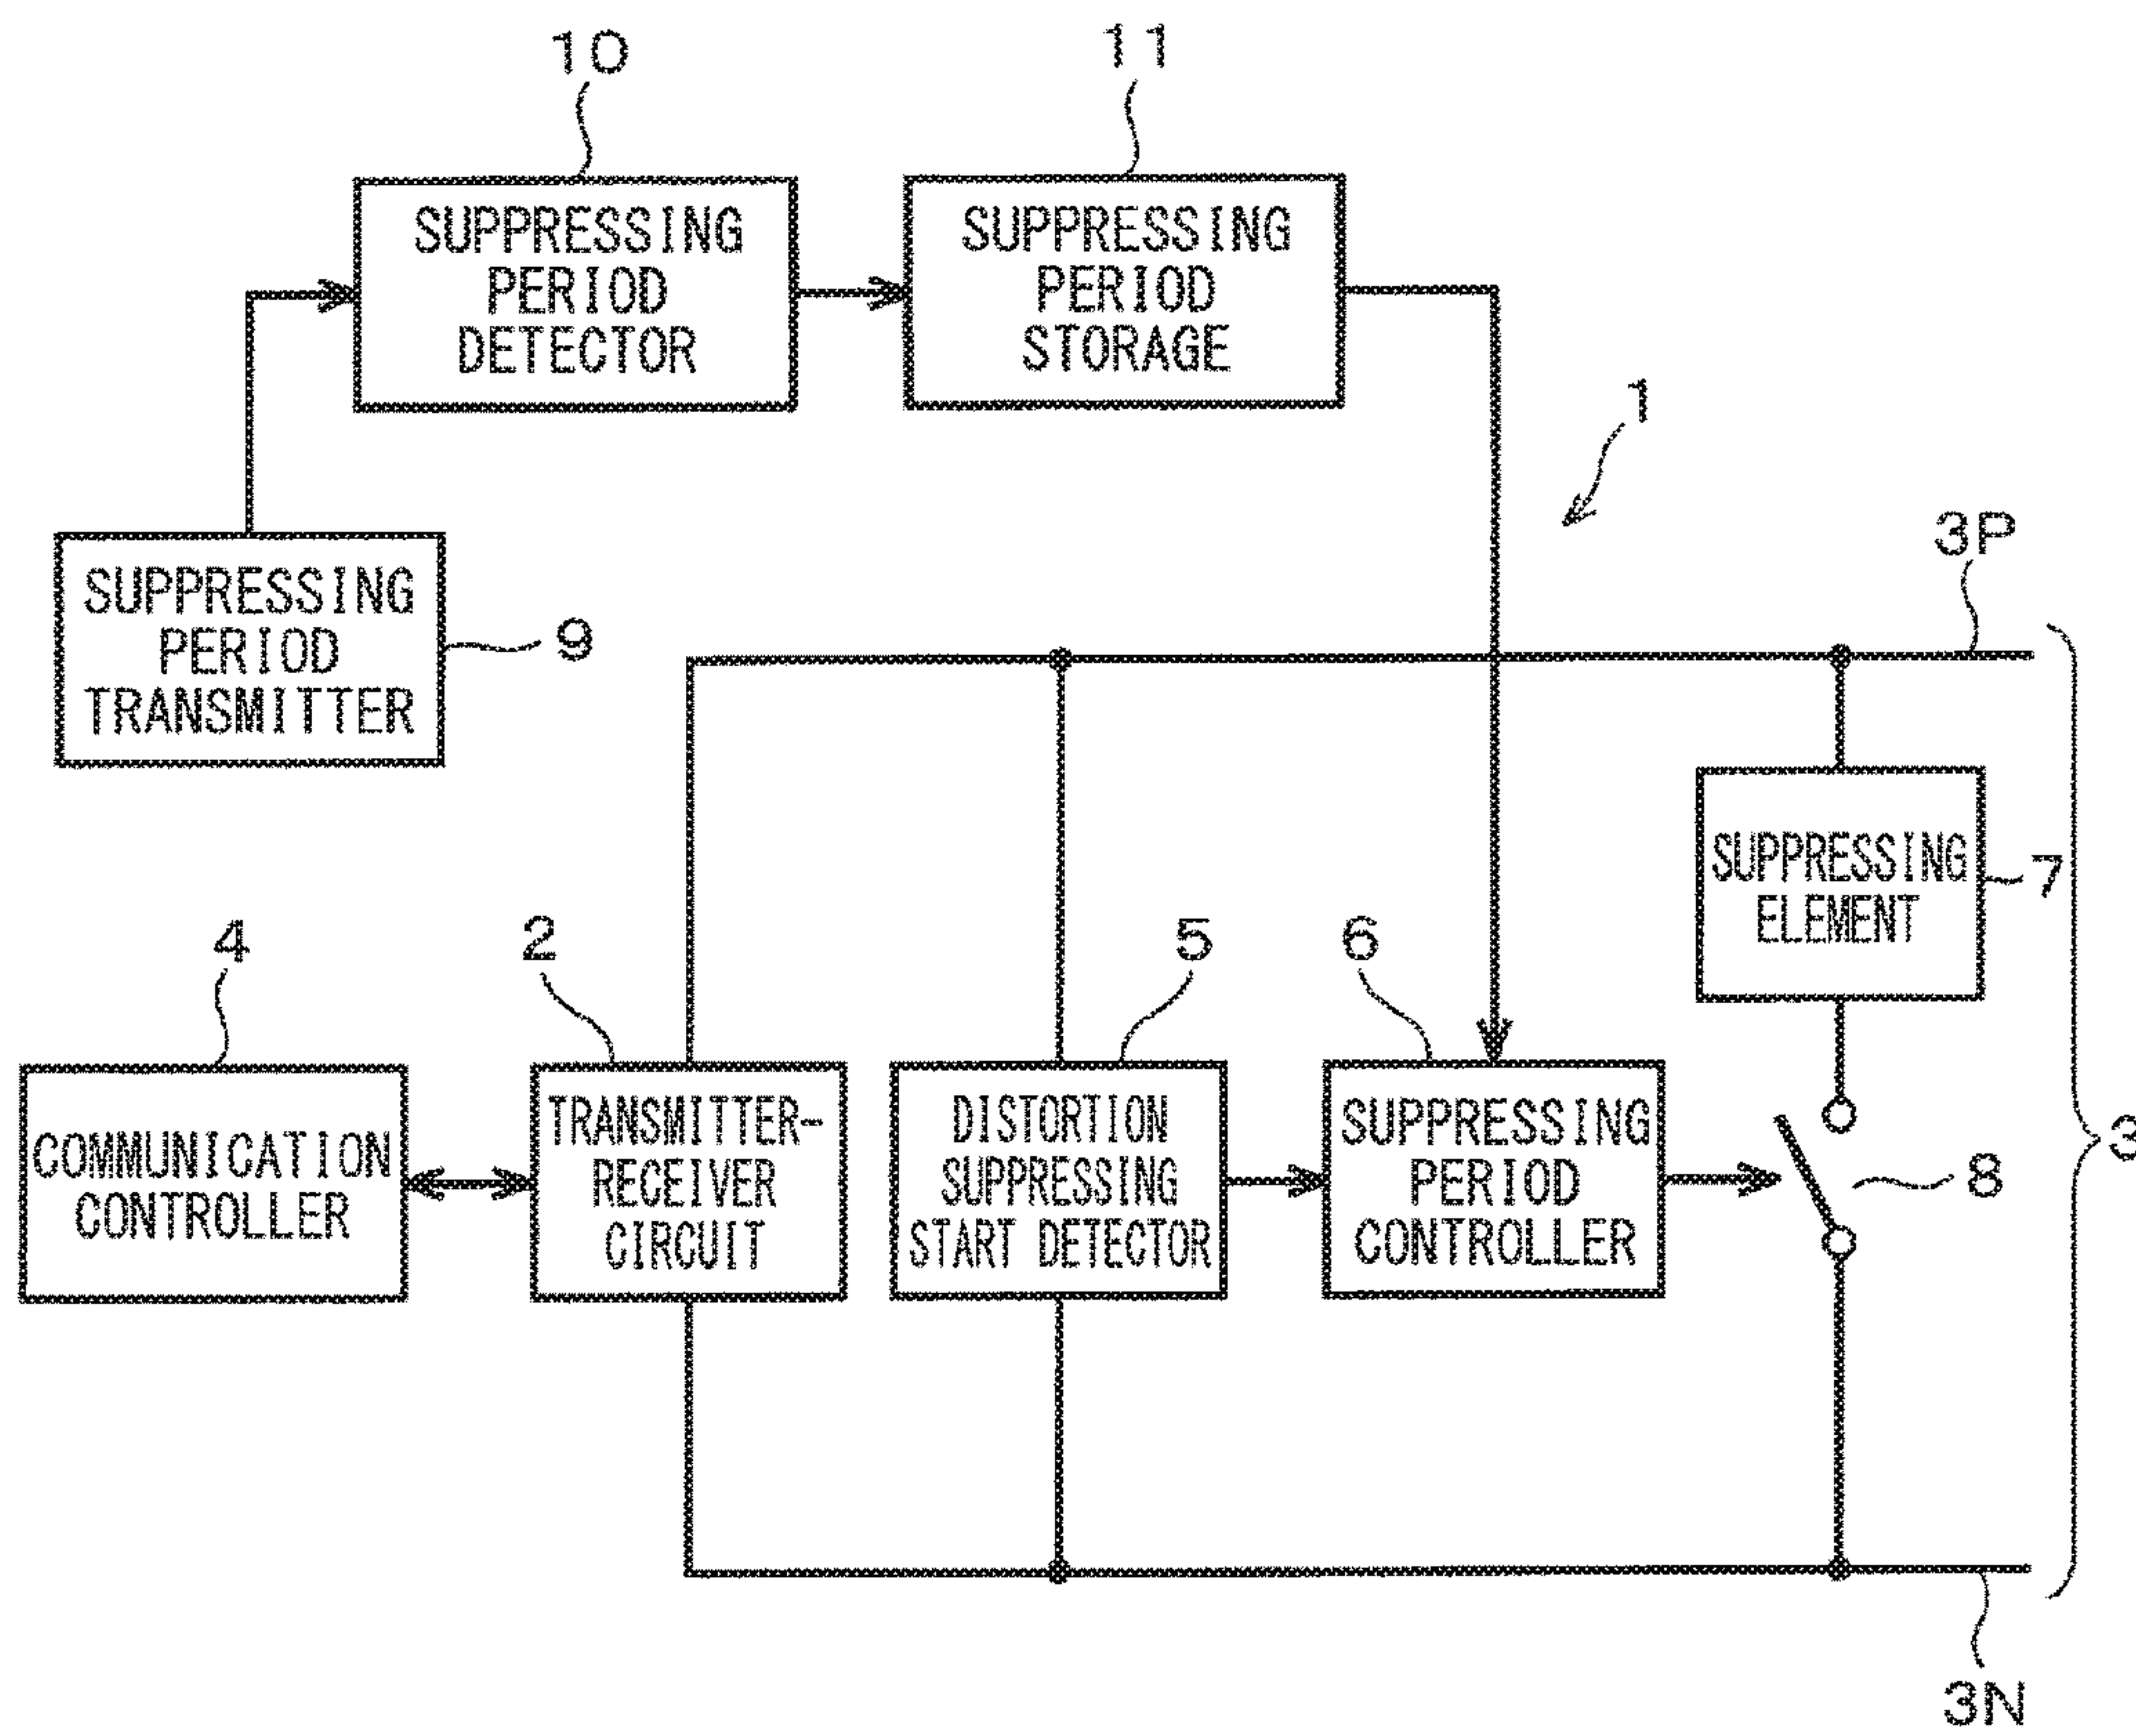 10
11
SUPPRESSING
PERIOD
DETECTOR
SUPPRESSING
PERIOD
STORAGE
1
3P
SUPPRESSING
PERIOD
TRANSMITTER
9
SUPPRESSING
ELEMENT
7
4
2
5
6
COMMUNICATION
CONTROLLER
TRANSMITTER-
RECEIVER
CIRCUIT
DISTORTION
SUPPRESSING
START DETECTOR
SUPPRESSING
PERIOD
CONTROLLER
8
3
3N